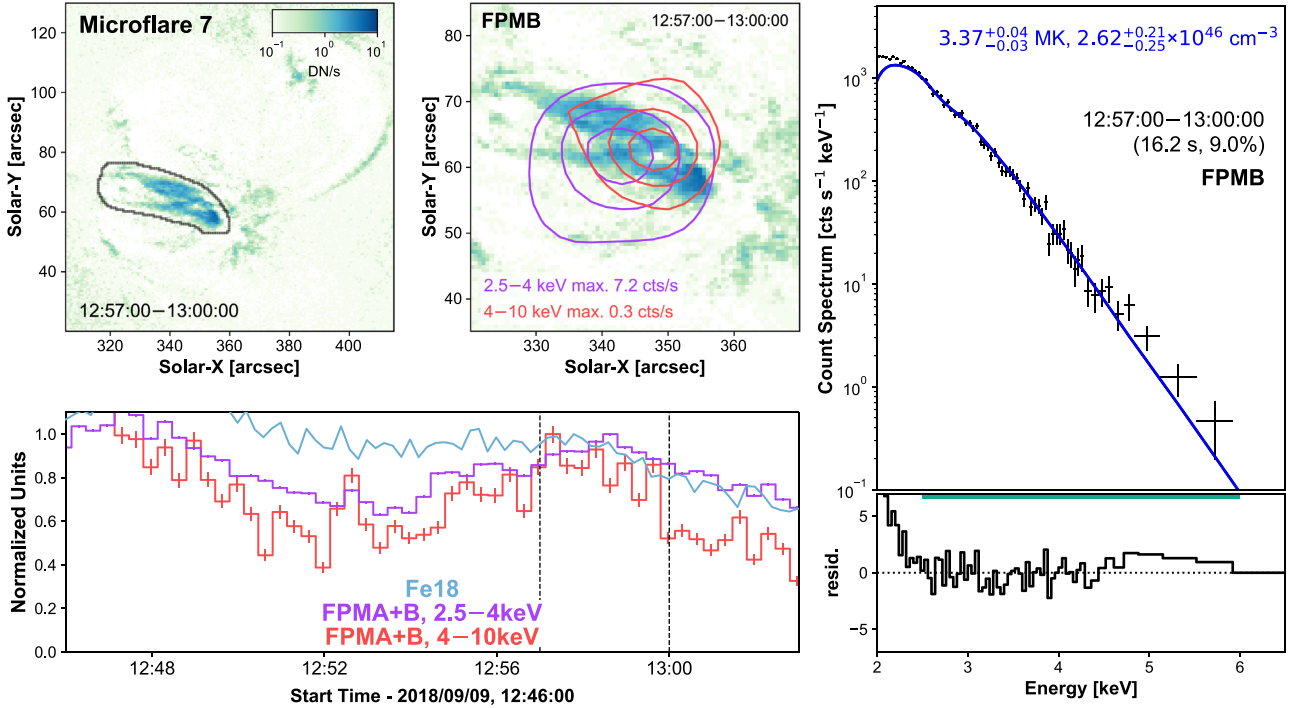 Microflare 7
10⁻¹ 10⁰ 10¹
DN/s
12:57:00−13:00:00
120
100
80
60
40
Solar-Y [arcsec]
320 340 360 380 400
Solar-X [arcsec]
FPMB
12:57:00−13:00:00
80
70
60
50
40
Solar-Y [arcsec]
2.5−4 keV max. 7.2 cts/s
4−10 keV max. 0.3 cts/s
330 340 350 360
Solar-X [arcsec]
3.37+0.04−0.03 MK, 2.62+0.21−0.25×10⁴⁶ cm⁻³
12:57:00−13:00:00
(16.2 s, 9.0%)
FPMB
10³
10²
10¹
10⁰
10⁻¹
Count Spectrum [cts s⁻¹ keV⁻¹]
5
0
−5
resid.
2 3 4 5 6
Energy [keV]
1.0
0.8
0.6
0.4
0.2
0.0
Normalized Units
Fe18
FPMA+B, 2.5−4keV
FPMA+B, 4−10keV
12:48 12:52 12:56 13:00
Start Time - 2018/09/09, 12:46:00